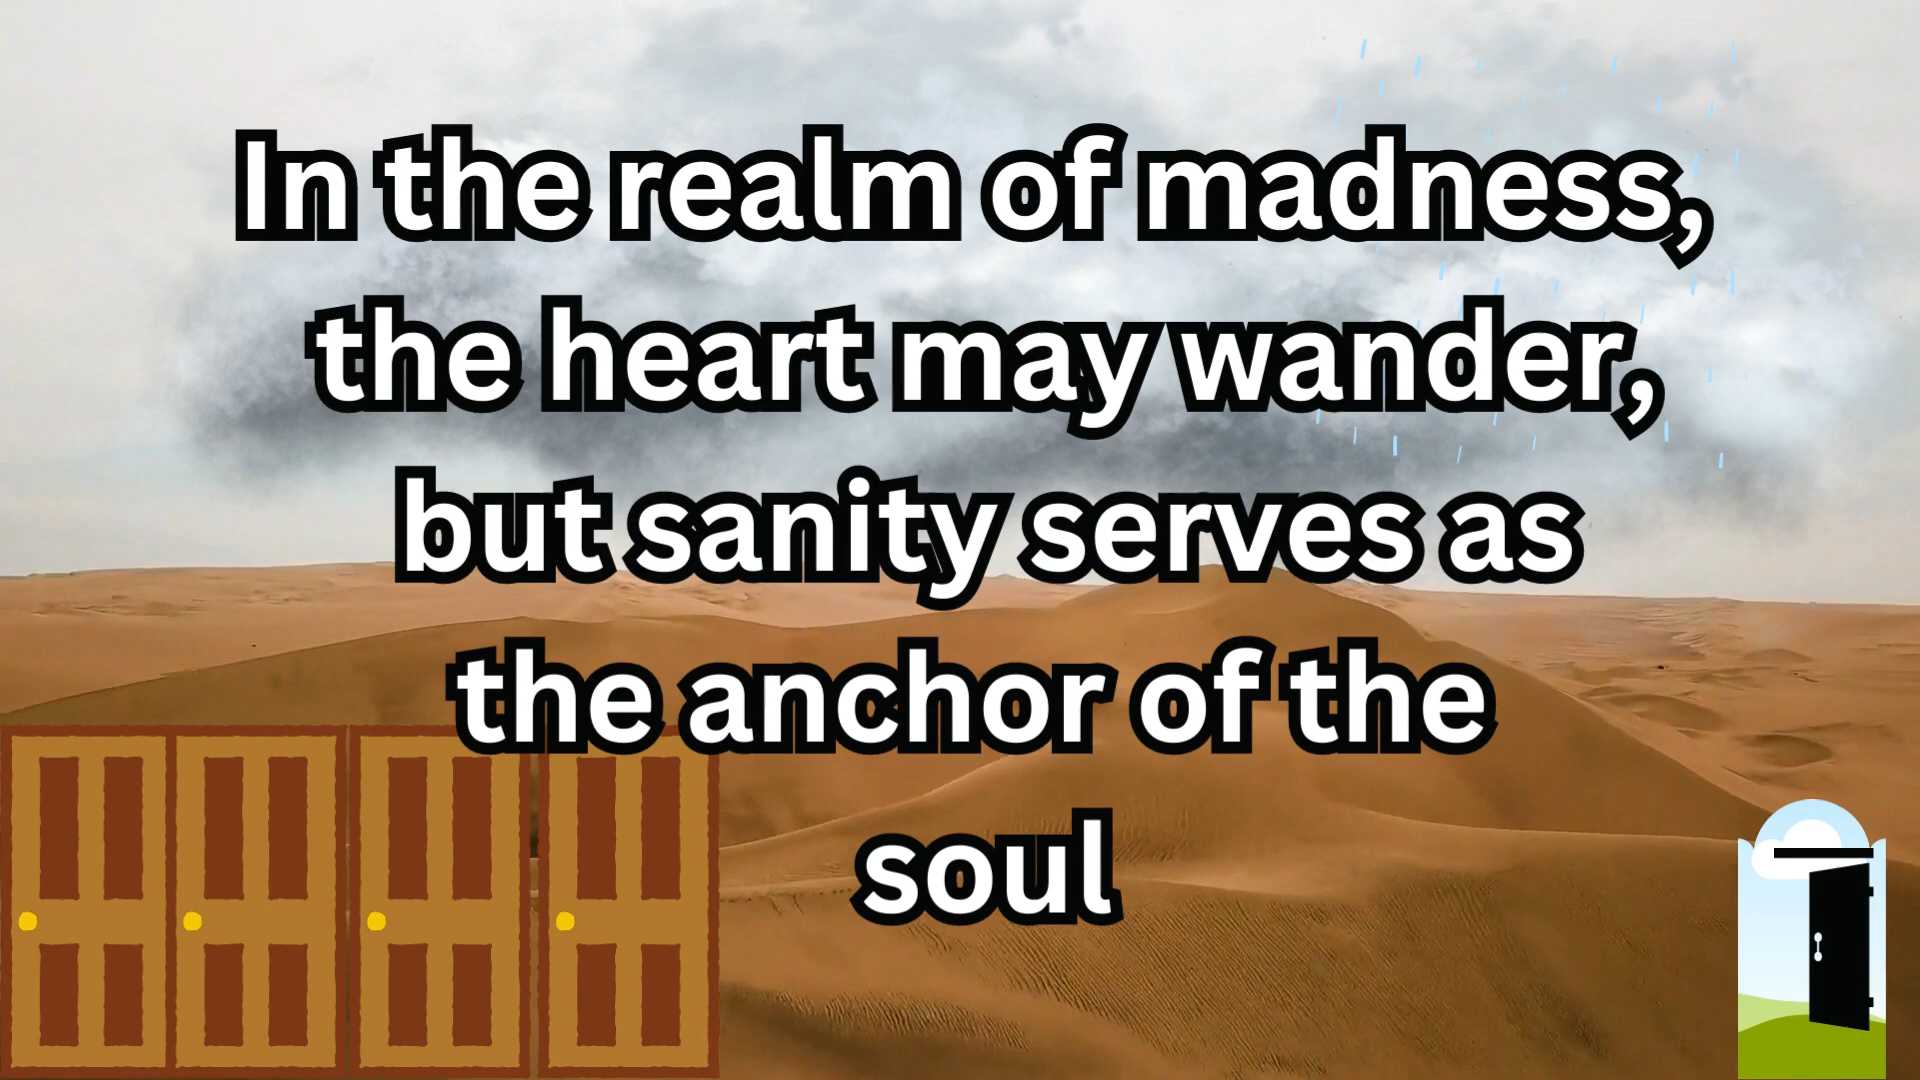 In the realm of madness,
the heart may wander,
but sanity serves as
the anchor of the
soul